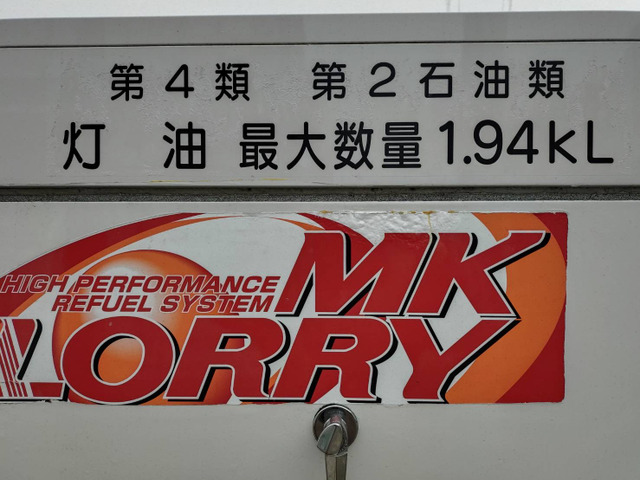 第4類 第2石油類
灯油 最大数量 1.94kL
MK
HIGH PERFORMANCE
REFUEL SYSTEM
LORRY